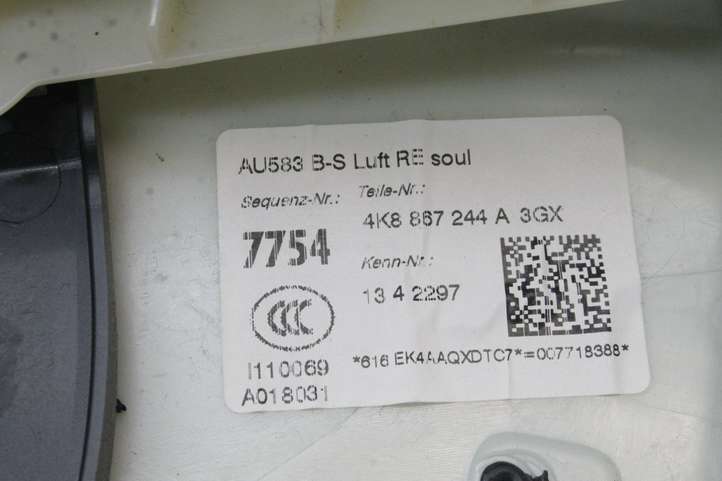 AU583 B-S Luft RE soul
Sequenz-Nr.: Teile-Nr.:
7754 4K8 867 244 A 3GX
Kenn-Nr.:
13 4 2297
CCC
I110069 *616 EK4AAQXDTC7*=007718388*
A018031